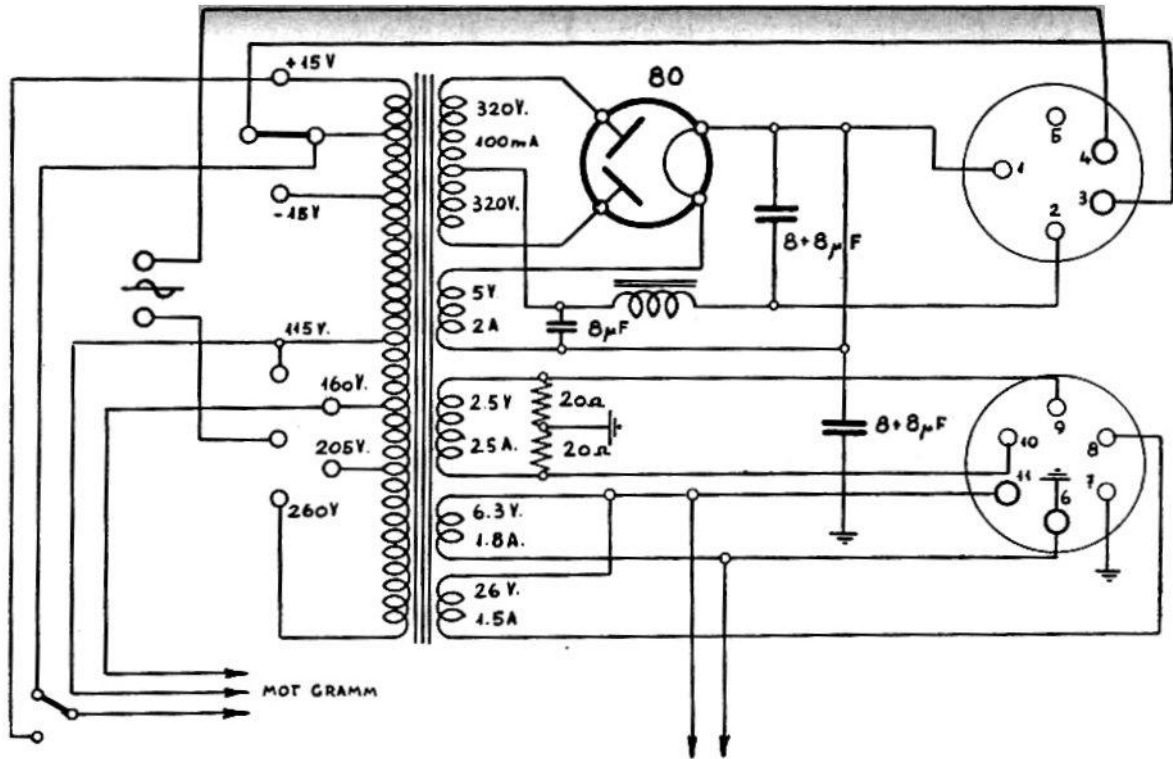 +15V
-15V
115V.
160V.
205V.
260V
MOT GRAMM
320V.
100mA
320V.
5V.
2A
2.5V
25A.
6.3V.
1.8A.
26V.
1.5A
80
8+8µF
8µF
20Ω
20Ω
8+8µF
5
4
1
3
2
9
10
8
11
6
7